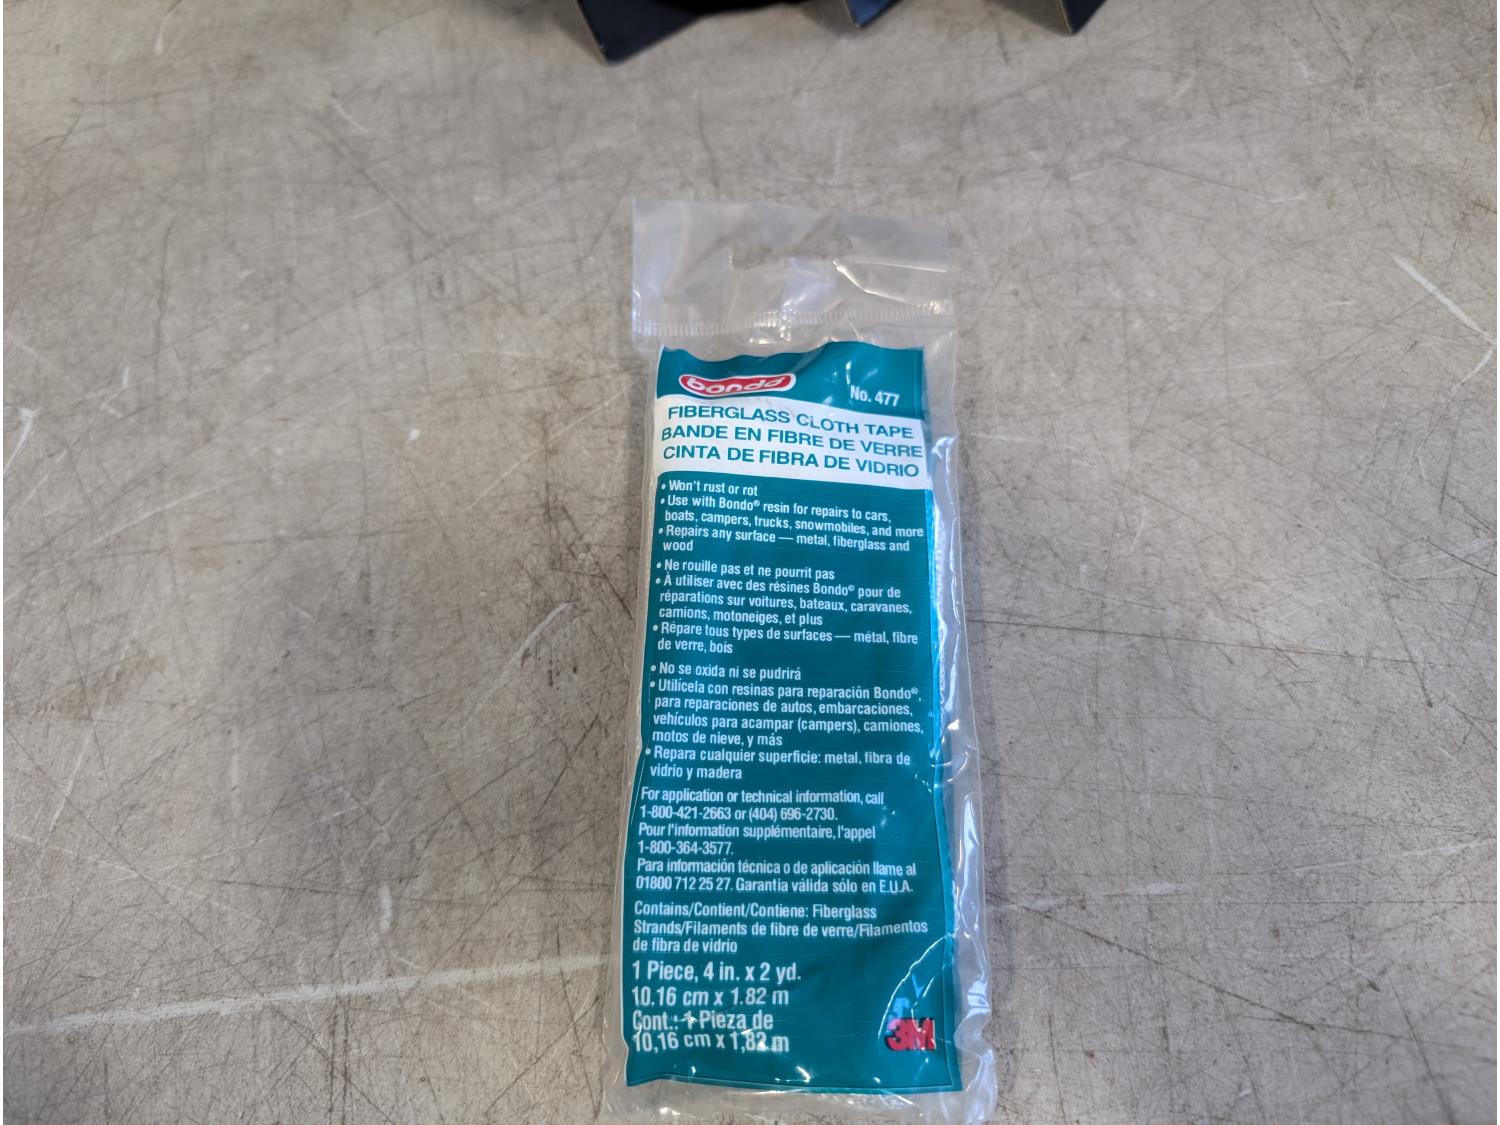 bondo
No. 477
FIBERGLASS CLOTH TAPE
BANDE EN FIBRE DE VERRE
CINTA DE FIBRA DE VIDRIO
• Won't rust or rot
• Use with Bondo® resin for repairs to cars,
boats, campers, trucks, snowmobiles, and more
• Repairs any surface — metal, fiberglass and
wood
• Ne rouille pas et ne pourrit pas
• À utiliser avec des résines Bondo® pour de
réparations sur voitures, bateaux, caravanes,
camions, motoneiges, et plus
• Répare tous types de surfaces — métal, fibre
de verre, bois
• No se oxida ni se pudrirá
• Utilícela con resinas para reparación Bondo®,
para reparaciones de autos, embarcaciones,
vehículos para acampar (campers), camiones,
motos de nieve, y más
• Repara cualquier superficie: metal, fibra de
vidrio y madera
For application or technical information, call
1-800-421-2663 or (404) 696-2730.
Pour l'information supplémentaire, l'appel
1-800-364-3577.
Para información técnica o de aplicación llame al
01800 712 25 27. Garantia válida sólo en E.U.A.
Contains/Contient/Contiene: Fiberglass
Strands/Filaments de fibre de verre/Filamentos
de fibra de vidrio
1 Piece, 4 in. x 2 yd.
10.16 cm x 1.82 m
Cont.: 1 Pieza de
10,16 cm x 1,82 m
3M